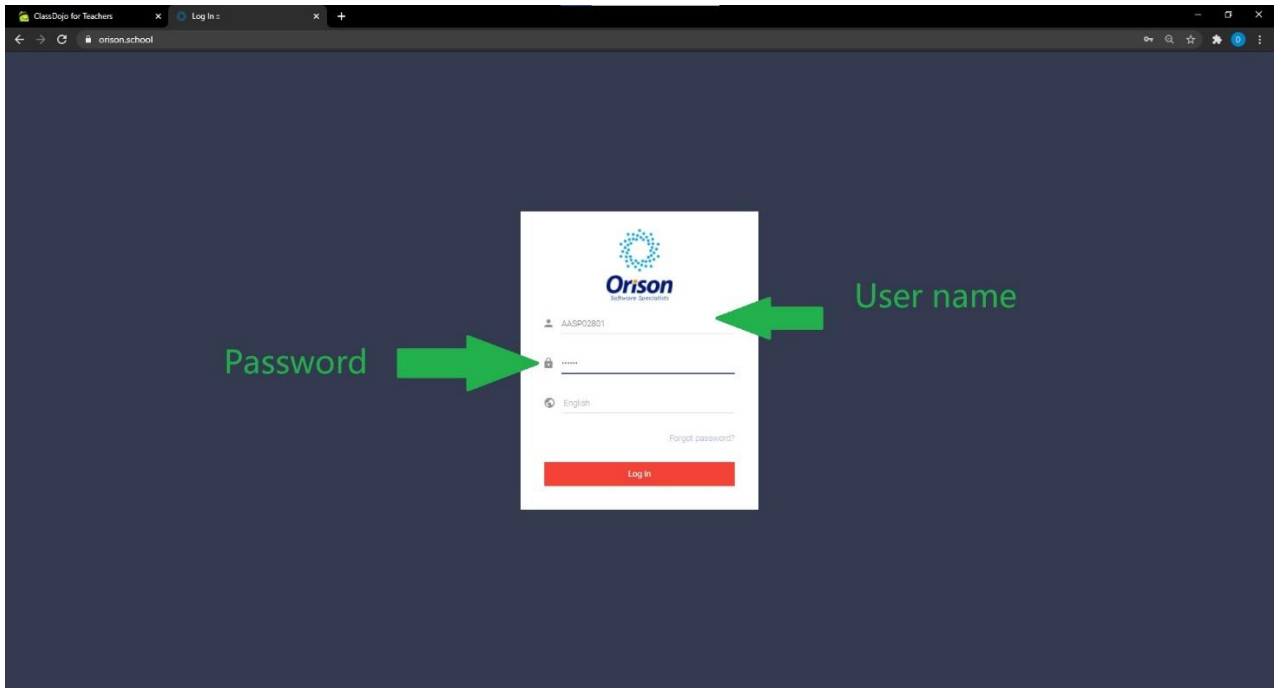 ClassDojo for Teachers
Log In ::
orison.school
D
Orison
Software Specialists
User name
AASP02801
Password
······
English
Forgot password?
Log In